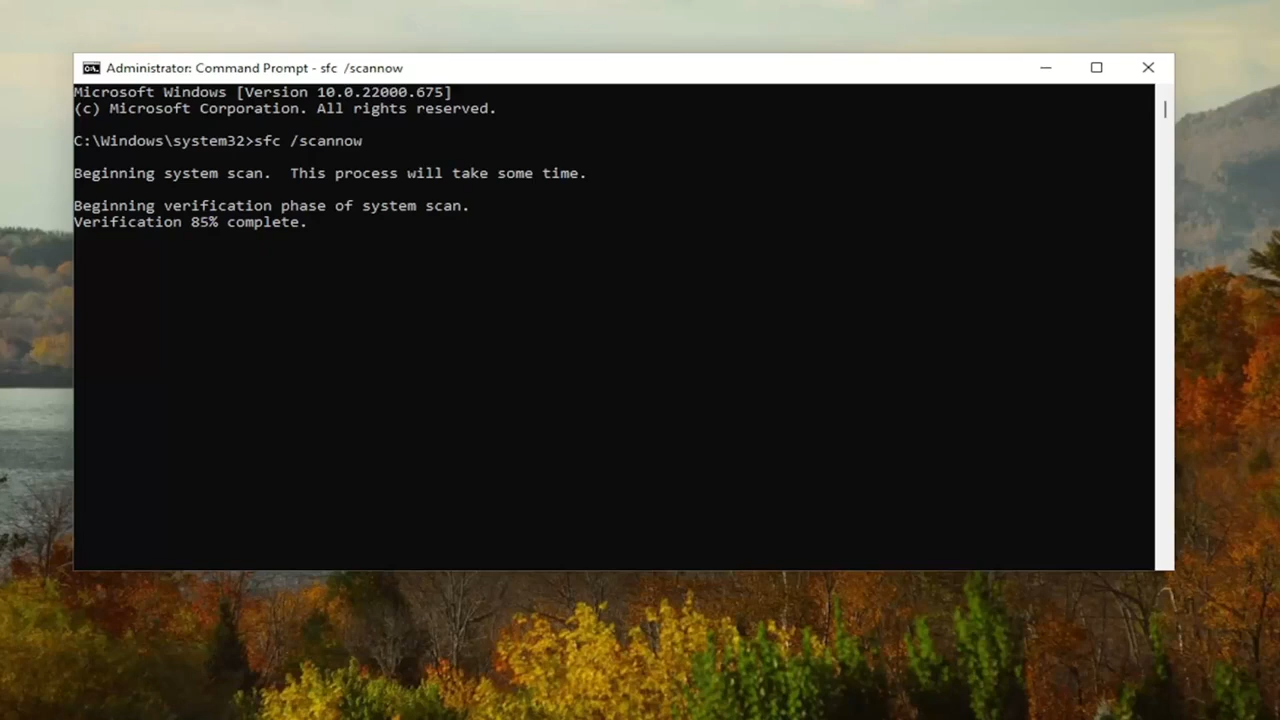 Administrator: Command Prompt - sfc  /scannow
Microsoft Windows [Version 10.0.22000.675]
(c) Microsoft Corporation. All rights reserved.
C:\Windows\system32>sfc /scannow
Beginning system scan.  This process will take some time.
Beginning verification phase of system scan.
Verification 85% complete.